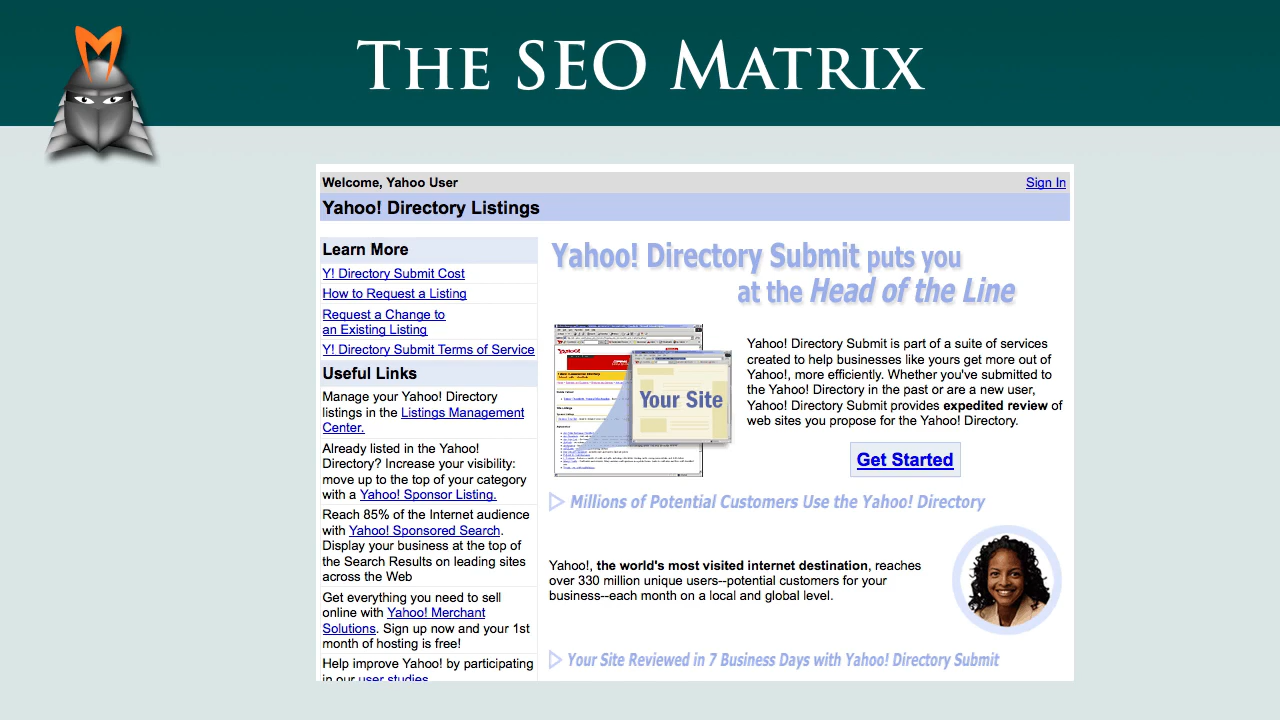 THE SEO MATRIX
Welcome, Yahoo User
Sign In
Yahoo! Directory Listings
Learn More
Y! Directory Submit Cost
How to Request a Listing
Request a Change to
an Existing Listing
Y! Directory Submit Terms of Service
Useful Links
Manage your Yahoo! Directory
listings in the Listings Management
Center.
Already listed in the Yahoo!
Directory? Increase your visibility:
move up to the top of your category
with a Yahoo! Sponsor Listing.
Reach 85% of the Internet audience
with Yahoo! Sponsored Search.
Display your business at the top of
the Search Results on leading sites
across the Web
Get everything you need to sell
online with Yahoo! Merchant
Solutions. Sign up now and your 1st
month of hosting is free!
Help improve Yahoo! by participating
in our user studies
Yahoo! Directory Submit puts you
at the Head of the Line
Your Site
Yahoo! Directory Submit is part of a suite of services
created to help businesses like yours get more out of
Yahoo!, more efficiently. Whether you've submitted to
the Yahoo! Directory in the past or are a new user,
Yahoo! Directory Submit provides expedited review of
web sites you propose for the Yahoo! Directory.
Get Started
Millions of Potential Customers Use the Yahoo! Directory
Yahoo!, the world's most visited internet destination, reaches
over 330 million unique users--potential customers for your
business--each month on a local and global level.
Your Site Reviewed in 7 Business Days with Yahoo! Directory Submit